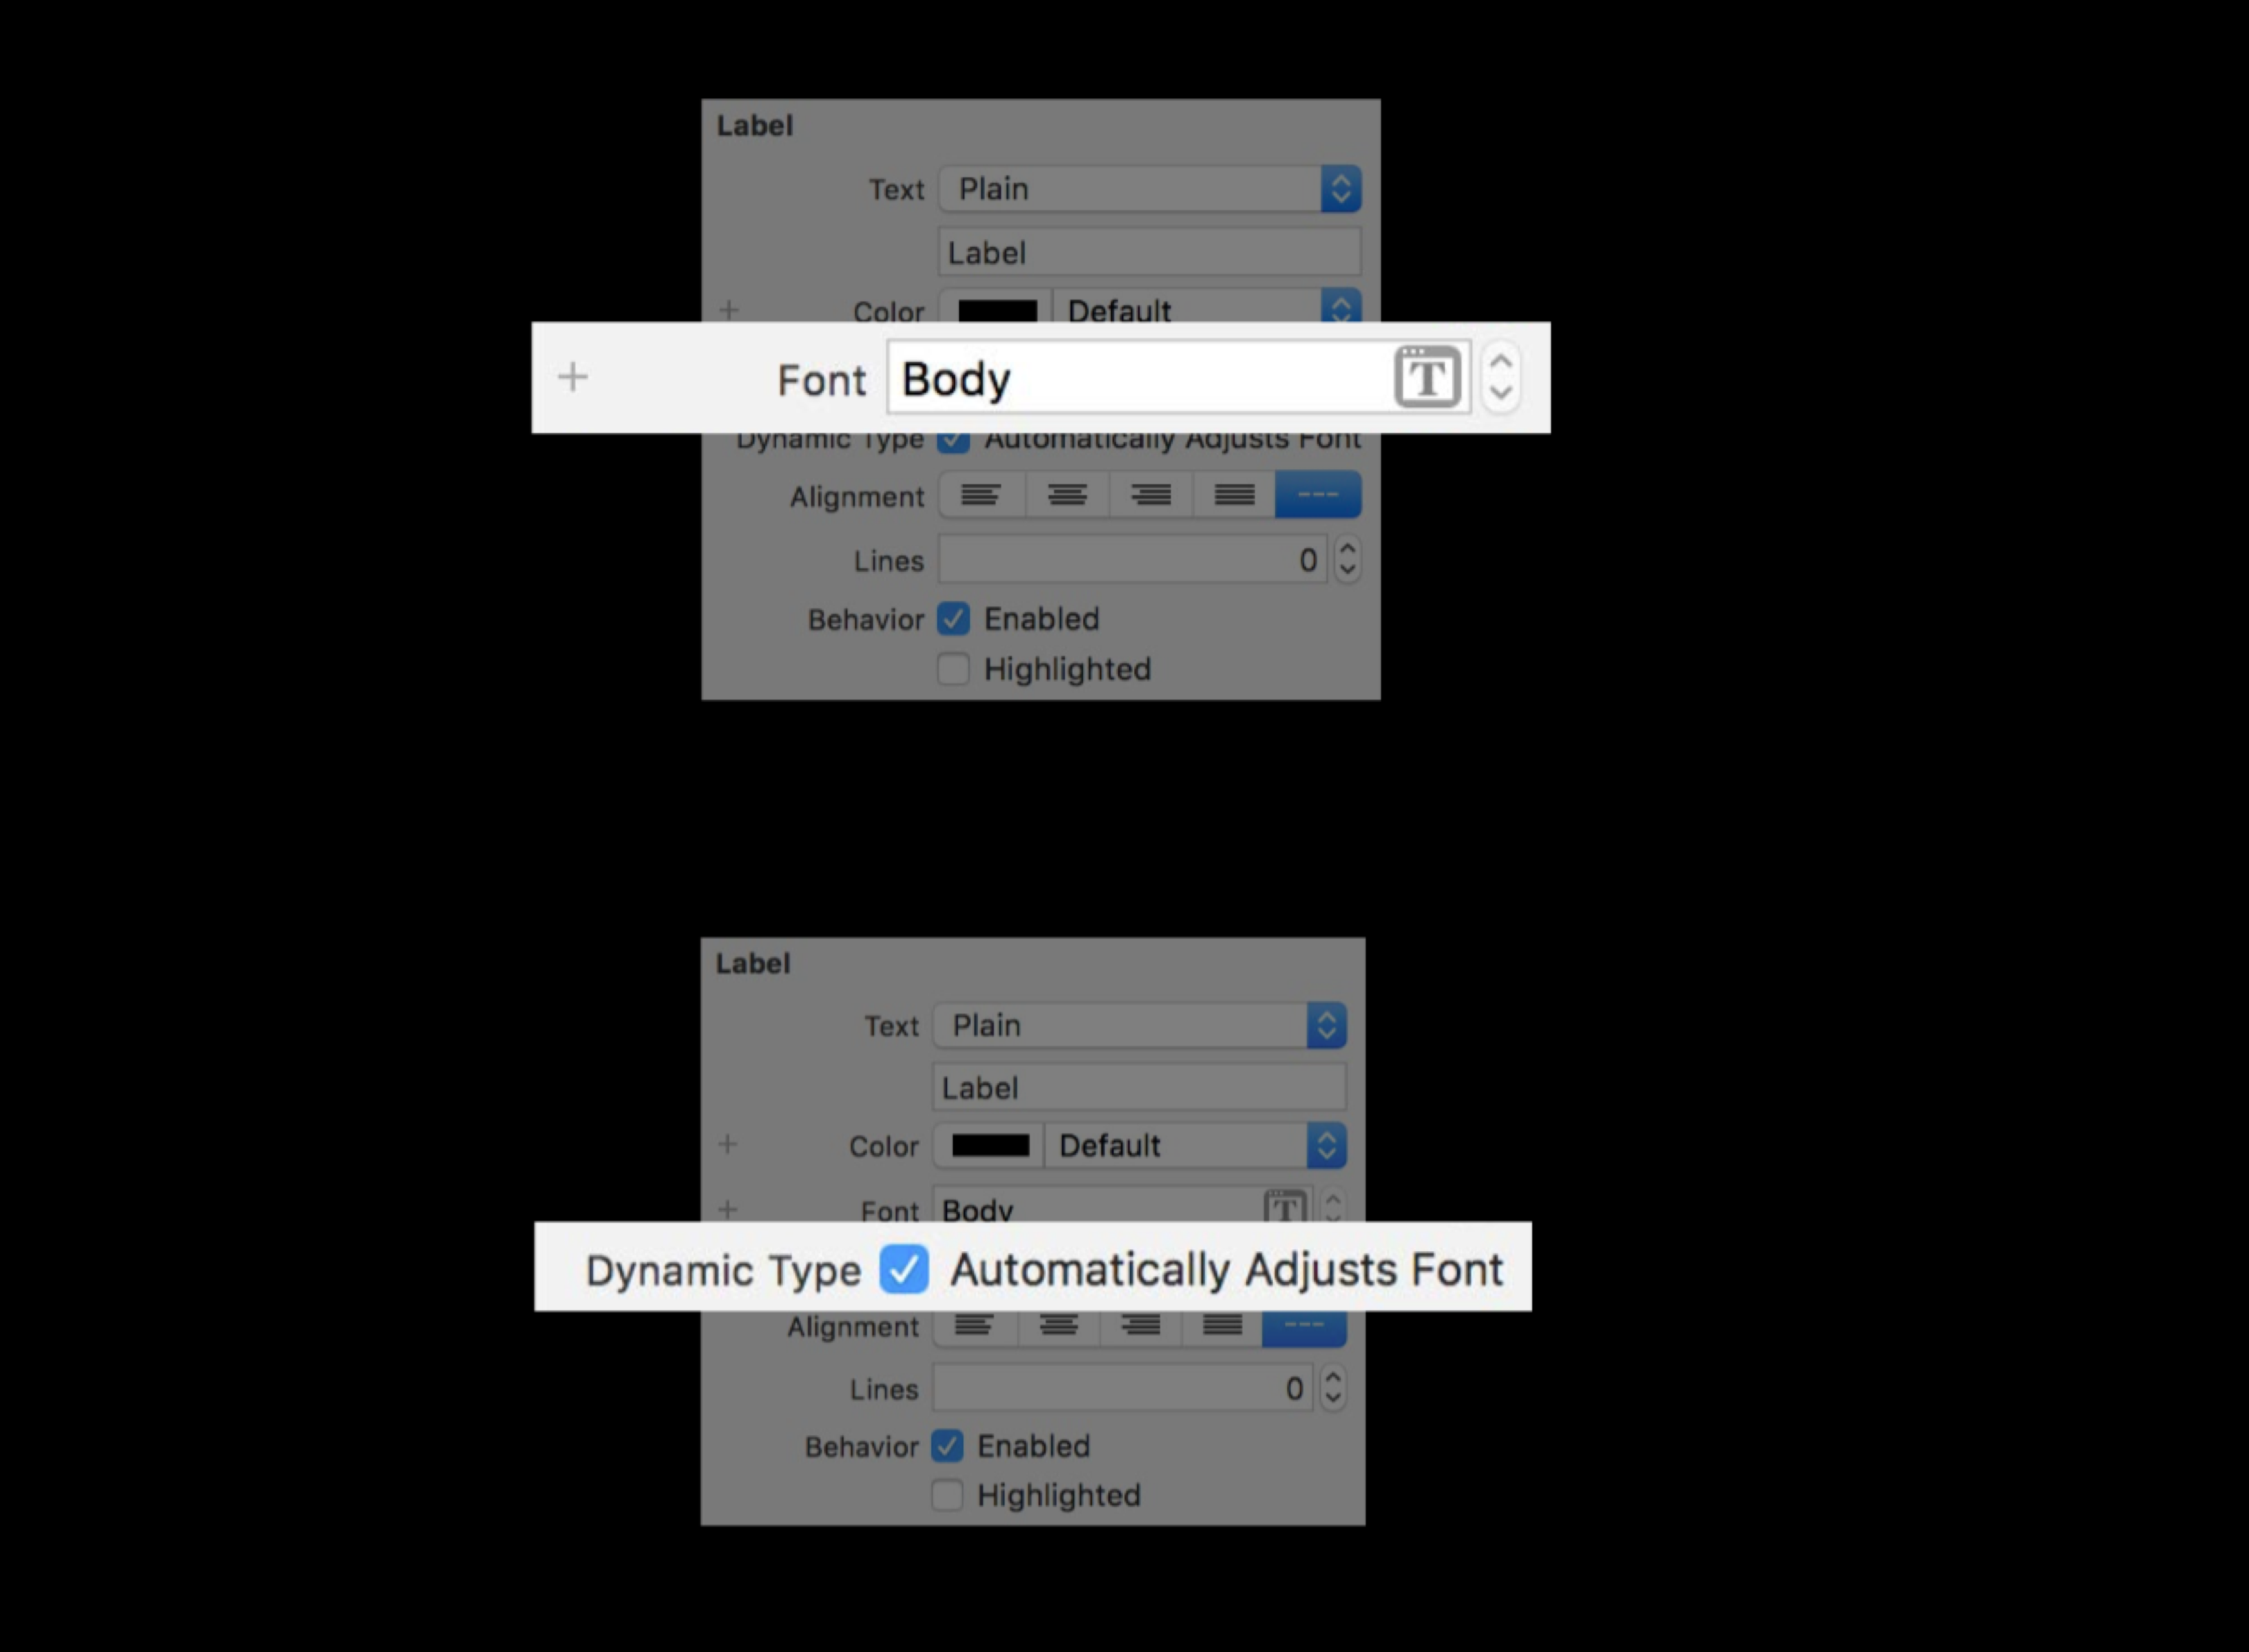 Label
Text Plain
Label
+ Color Default
+ Font Body T
Dynamic Type Automatically Adjusts Font
Alignment ---
Lines 0
Behavior Enabled
Highlighted
Label
Text Plain
Label
+ Color Default
+ Font Body T
Dynamic Type Automatically Adjusts Font
Alignment ---
Lines 0
Behavior Enabled
Highlighted